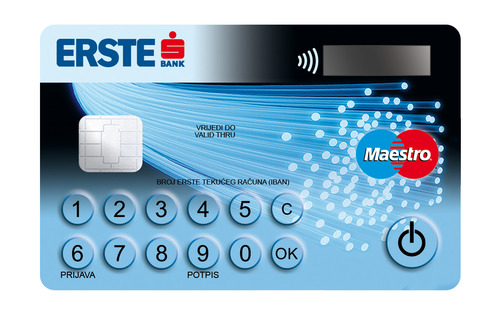 ERSTE S
BANK
VRIJEDI DO
VALID THRU
Maestro
BROJ ERSTE TEKUĆEG RAČUNA (IBAN)
1 2 3 4 5 C
6 7 8 9 0 OK
PRIJAVA POTPIS